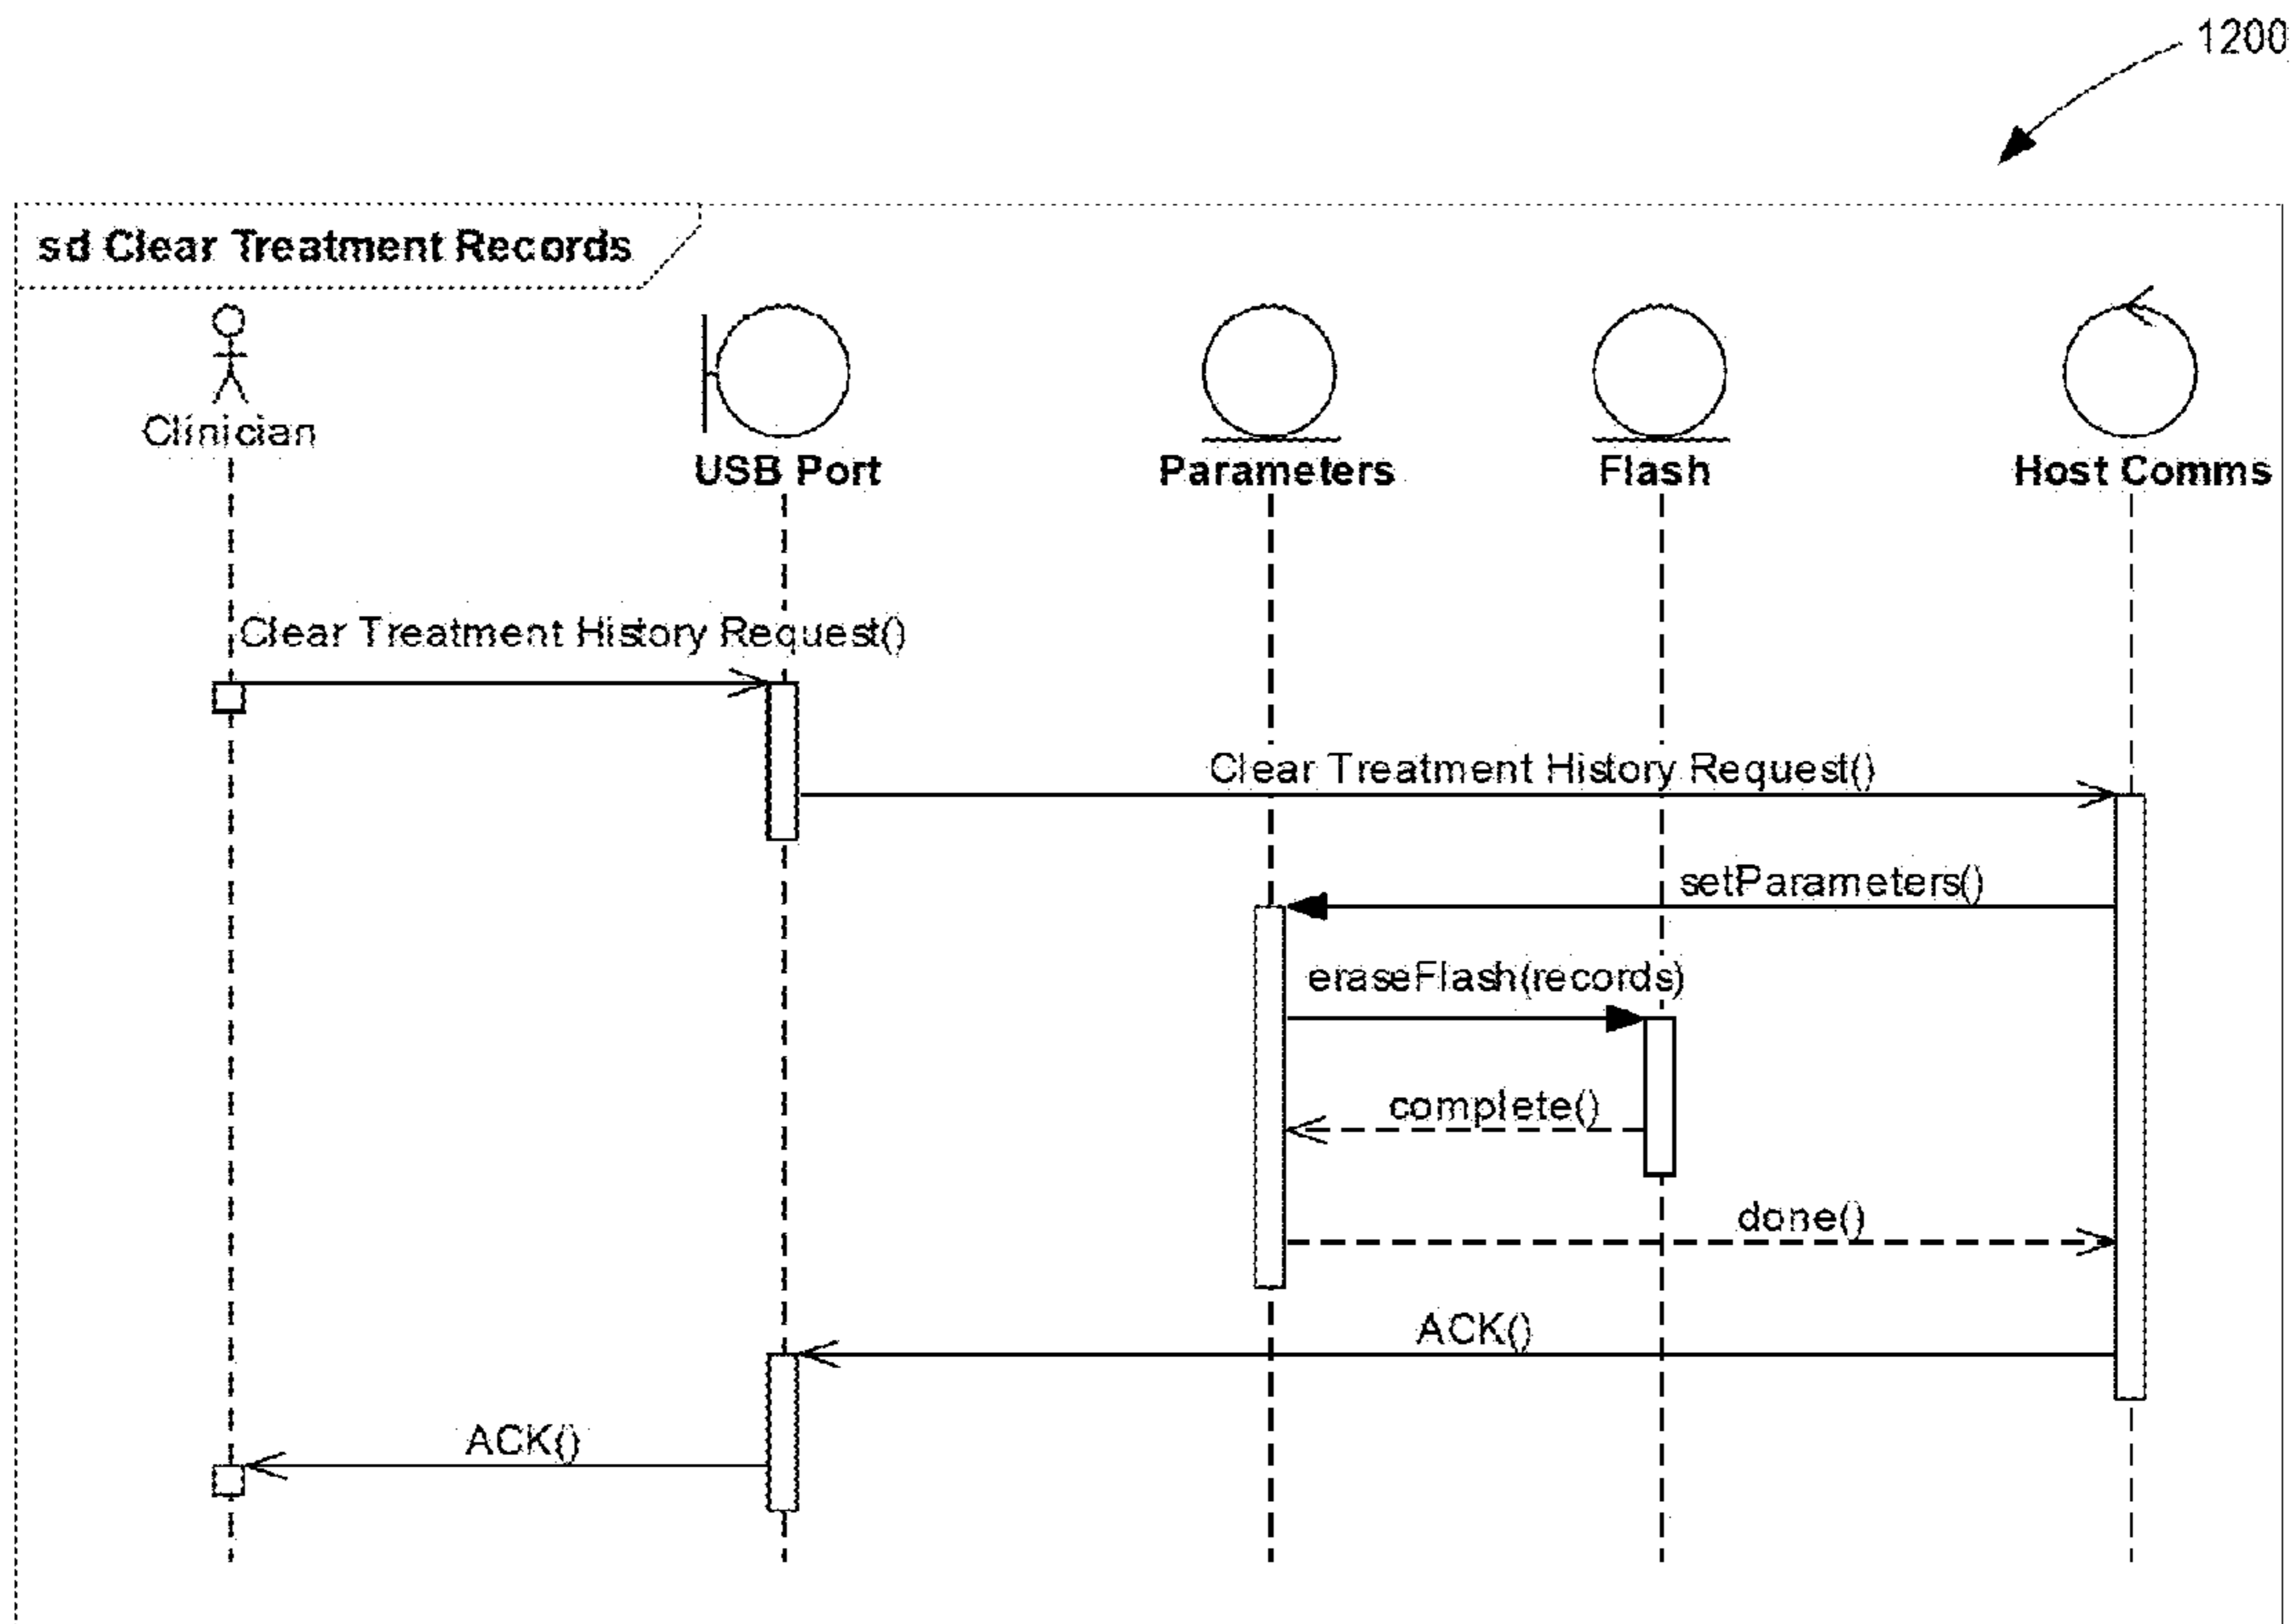 1200
sd Clear Treatment Records
Clinician
USB Port
Parameters
Flash
Host Comms
Clear Treatment History Request()
Clear Treatment History Request()
setParameters()
eraseFlash(records)
complete()
done()
ACK()
ACK()